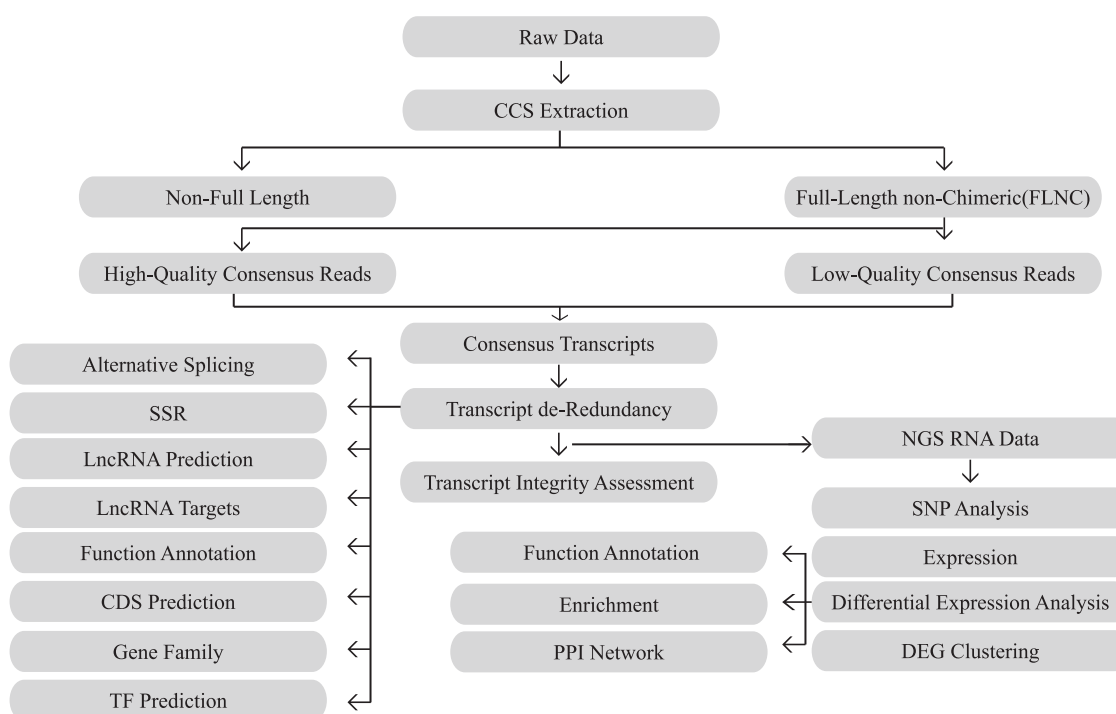 Raw Data
CCS Extraction
Non-Full Length
Full-Length non-Chimeric(FLNC)
High-Quality Consensus Reads
Low-Quality Consensus Reads
Consensus Transcripts
Transcript de-Redundancy
Transcript Integrity Assessment
Alternative Splicing
SSR
LncRNA Prediction
LncRNA Targets
Function Annotation
CDS Prediction
Gene Family
TF Prediction
NGS RNA Data
SNP Analysis
Expression
Differential Expression Analysis
DEG Clustering
Function Annotation
Enrichment
PPI Network